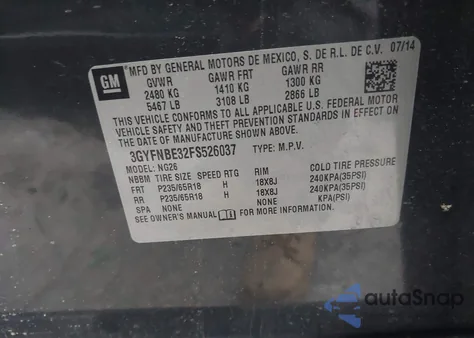 GM
MFD BY GENERAL MOTORS DE MEXICO, S. DE R.L. DE C.V. 07/14
GVWR GAWR FRT GAWR RR
2480 KG 1410 KG 1300 KG
5467 LB 3108 LB 2866 LB
THIS VEHICLE CONFORMS TO ALL APPLICABLE U.S. FEDERAL MOTOR
VEHICLE SAFETY, BUMPER, AND THEFT PREVENTION STANDARDS IN EFFECT ON
THE DATE OF MANUFACTURE SHOWN ABOVE.
3GYFNBE32FS526037 TYPE: M.P.V.
MODEL: NG26
NBBM TIRE SIZE SPEED RTG RIM COLD TIRE PRESSURE
FRT P235/65R18 H 18X8J 240KPA(35PSI)
RR P235/65R18 H 18X8J 240KPA(35PSI)
SPA NONE NONE KPA(PSI)
SEE OWNER'S MANUAL FOR MORE INFORMATION.
autoSnap